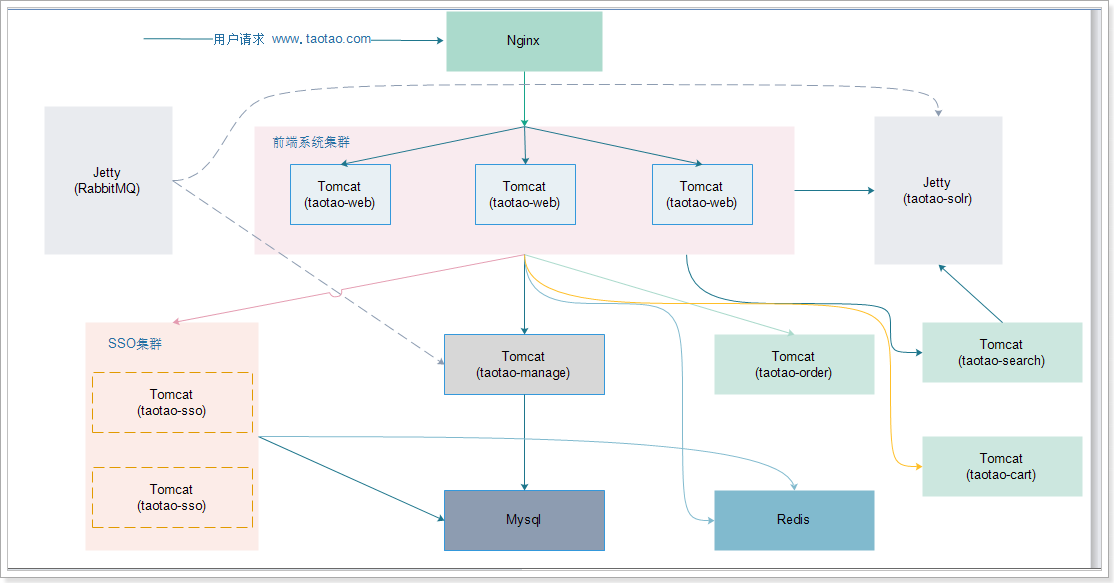 用户请求 www.taotao.com
Nginx
Jetty
(RabbitMQ)
前端系统集群
Tomcat
(taotao-web)
Tomcat
(taotao-web)
Tomcat
(taotao-web)
Jetty
(taotao-solr)
SSO集群
Tomcat
(taotao-sso)
Tomcat
(taotao-sso)
Tomcat
(taotao-manage)
Tomcat
(taotao-order)
Tomcat
(taotao-search)
Tomcat
(taotao-cart)
Mysql
Redis